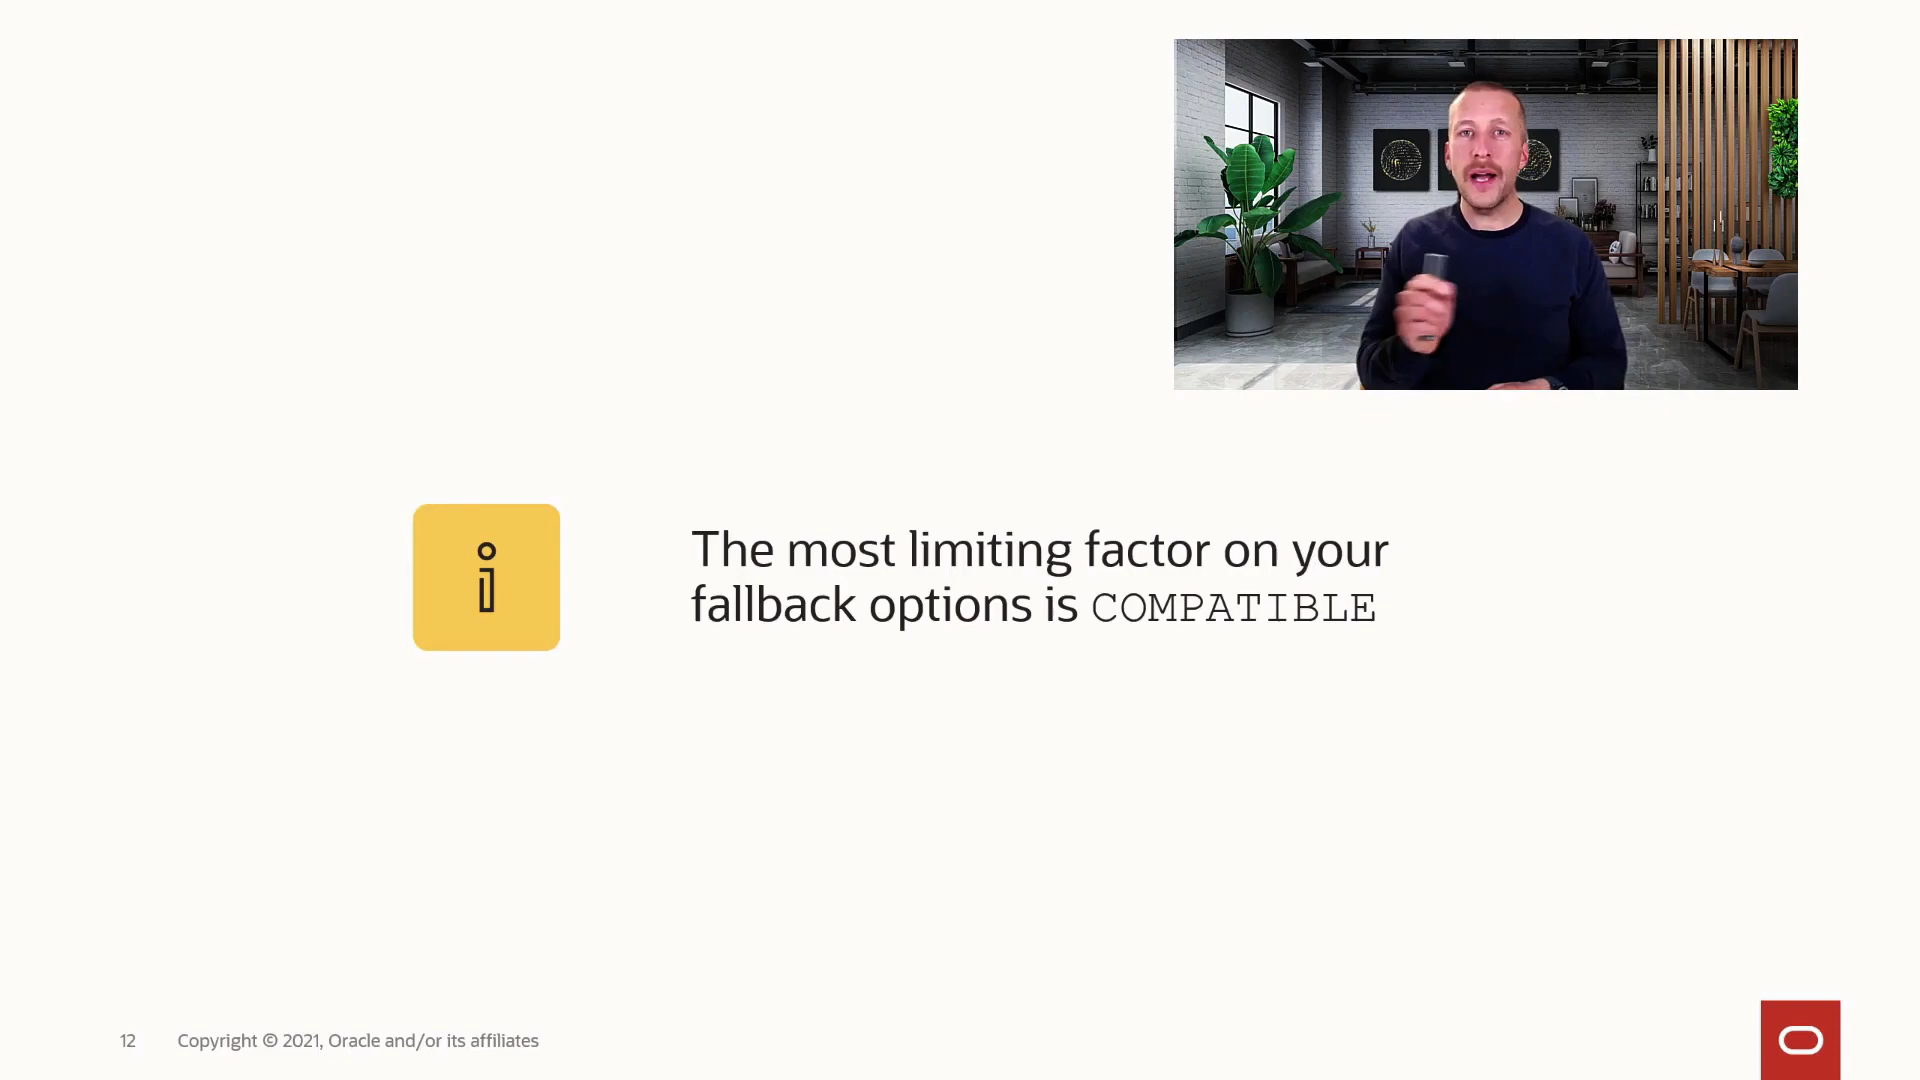 The most limiting factor on your
fallback options is COMPATIBLE
12 Copyright © 2021, Oracle and/or its affiliates